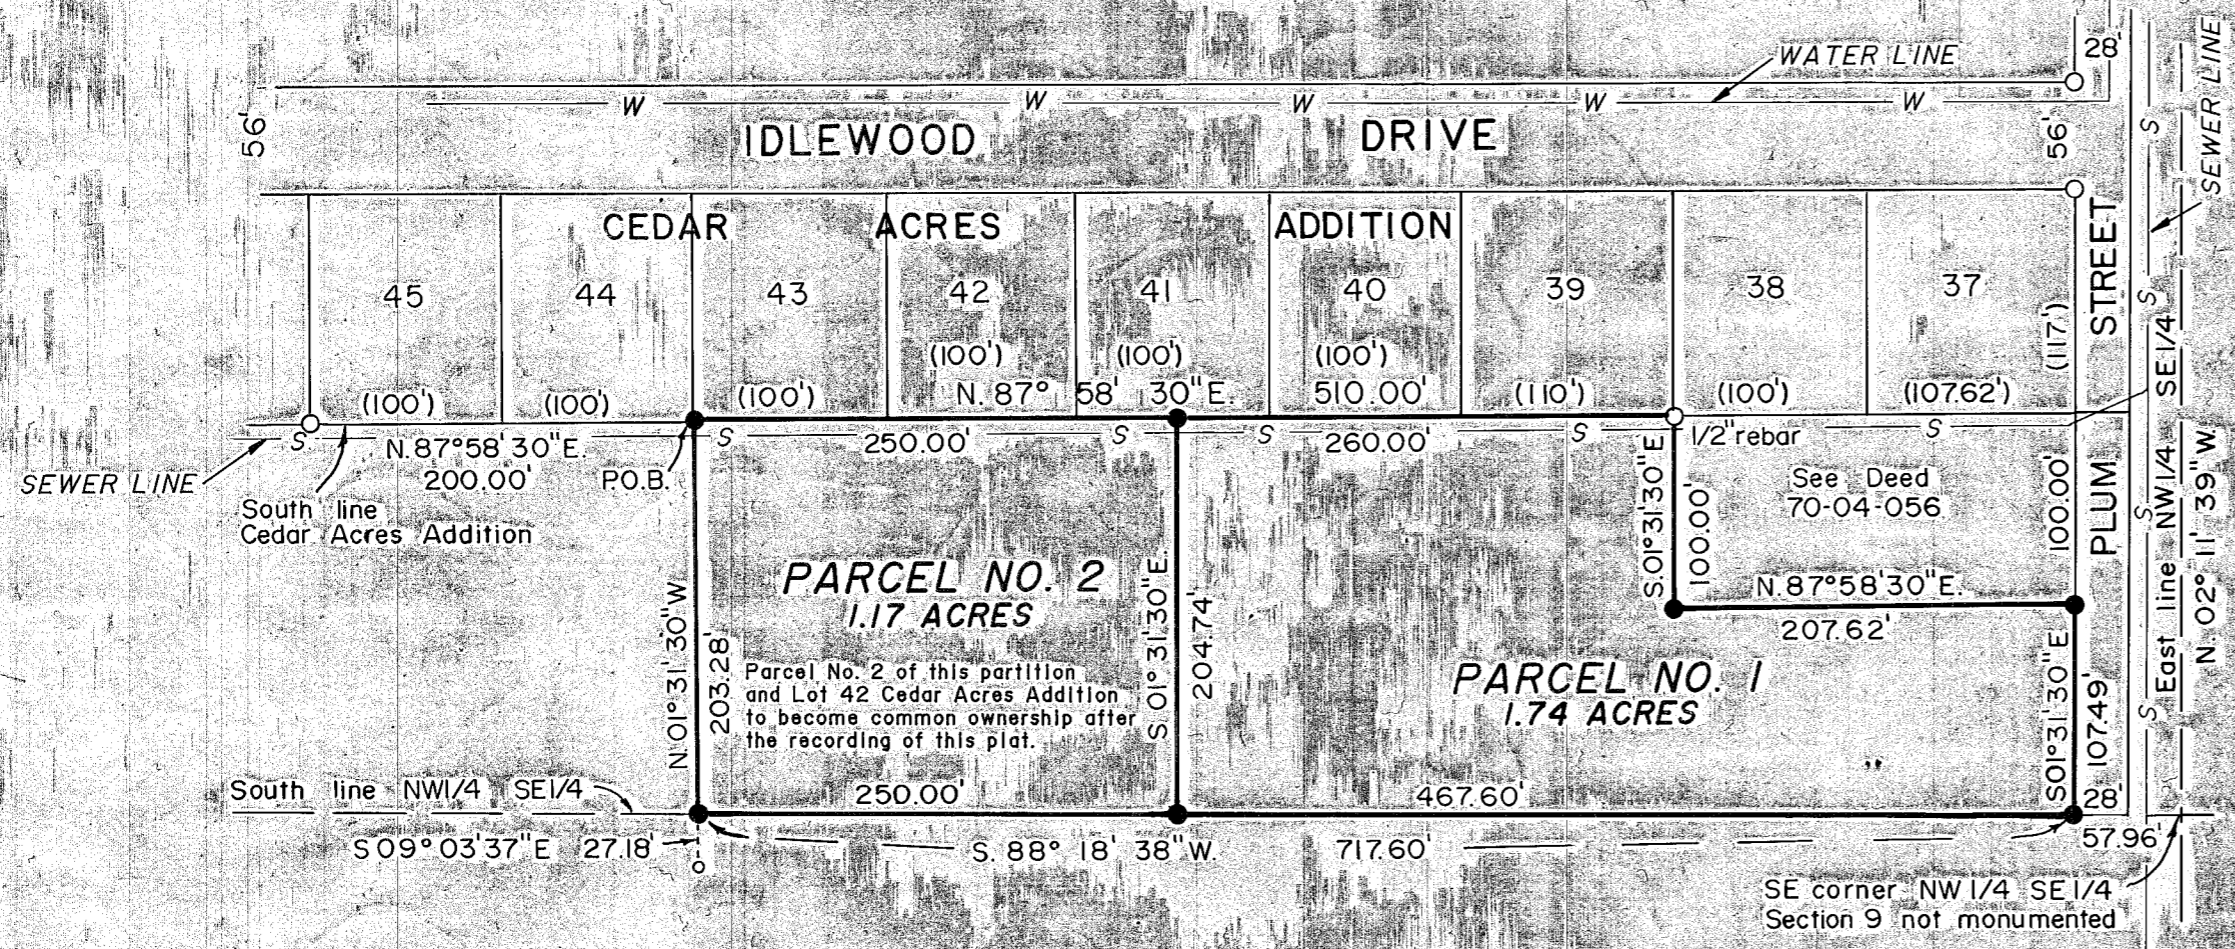 28'
WATER LINE
SEWER LINE
W W W W W
56'
IDLEWOOD DRIVE
56'
S
CEDAR ACRES ADDITION
45 44 43 42 41 40 39 38 37
(117')
PLUM STREET
S
(100') (100') (100')
(100') (100') (100') (100') (110') (100') (107.62')
N. 87° 58' 30"E. 510.00'
S S S S S S
N. 87°58'30"E.
200.00'
250.00'
260.00'
1/2" rebar
SEWER LINE
P.O.B.
South line
Cedar Acres Addition
See Deed
70-04-056
S. 01°31'30"E
100.00'
100.00'
S
East line NW1/4 SE1/4
N. 02° 11' 39" W.
PARCEL NO. 2
1.17 ACRES
N. 87°58'30"E.
207.62'
N 01° 31' 30" W
203.28'
S 01° 31' 30"E.
204.74'
Parcel No. 2 of this partition
and Lot 42 Cedar Acres Addition
to become common ownership after
the recording of this plat.
PARCEL NO. 1
1.74 ACRES
S01°31'30"E
107.49'
S
South line NW1/4 SE1/4
250.00'
467.60'
28'
S 09° 03' 37"E 27.18'
S. 88° 18' 38" W. 717.60'
57.96'
SE corner NW 1/4 SE 1/4
Section 9 not monumented